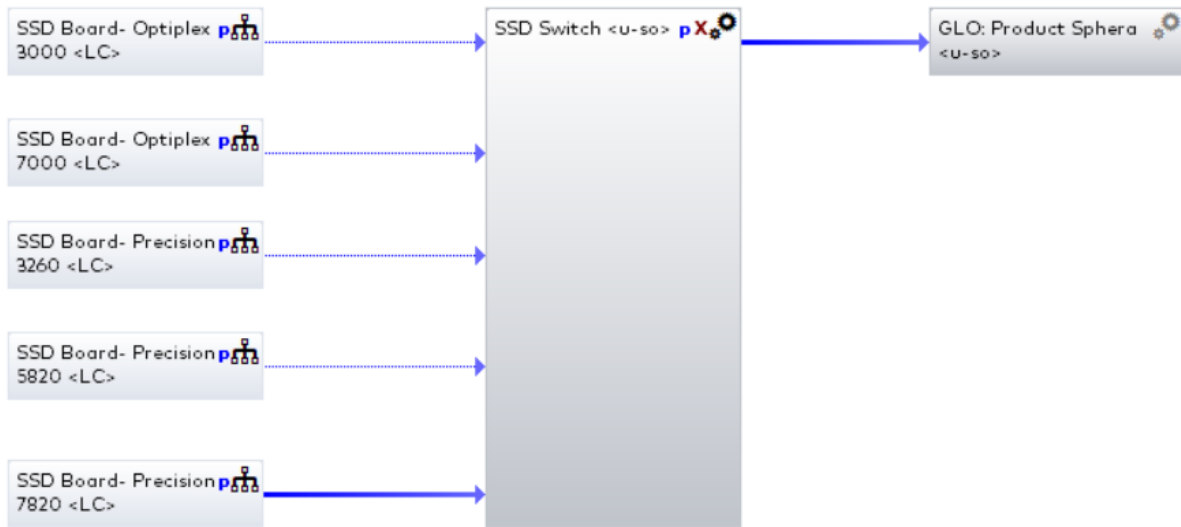 SSD Board- Optiplex p
3000 <LC>
SSD Switch <u-so> p X
GLO: Product Sphera
<u-so>
SSD Board- Optiplex p
7000 <LC>
SSD Board- Precision p
3260 <LC>
SSD Board- Precision p
5820 <LC>
SSD Board- Precision p
7820 <LC>